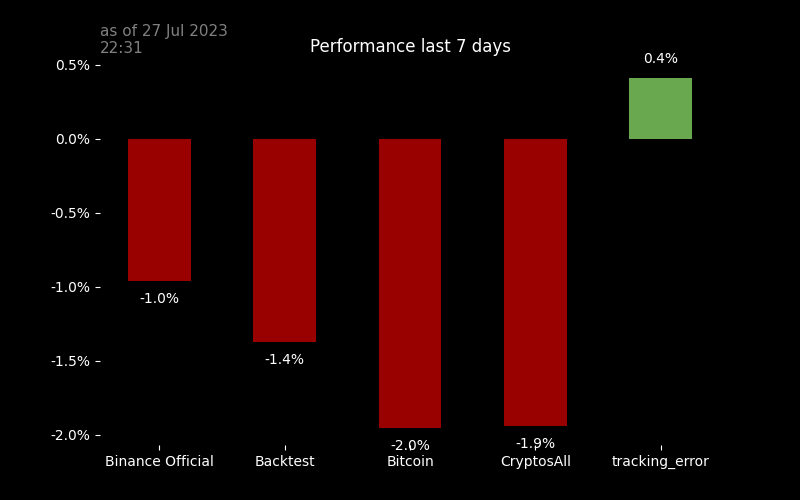 as of 27 Jul 2023
22:31
Performance last 7 days
0.5%
0.4%
0.0%
-0.5%
-1.0%
-1.0%
-1.5%
-1.4%
-2.0%
-2.0%
-1.9%
Binance Official
Backtest
Bitcoin
CryptosAll
tracking_error